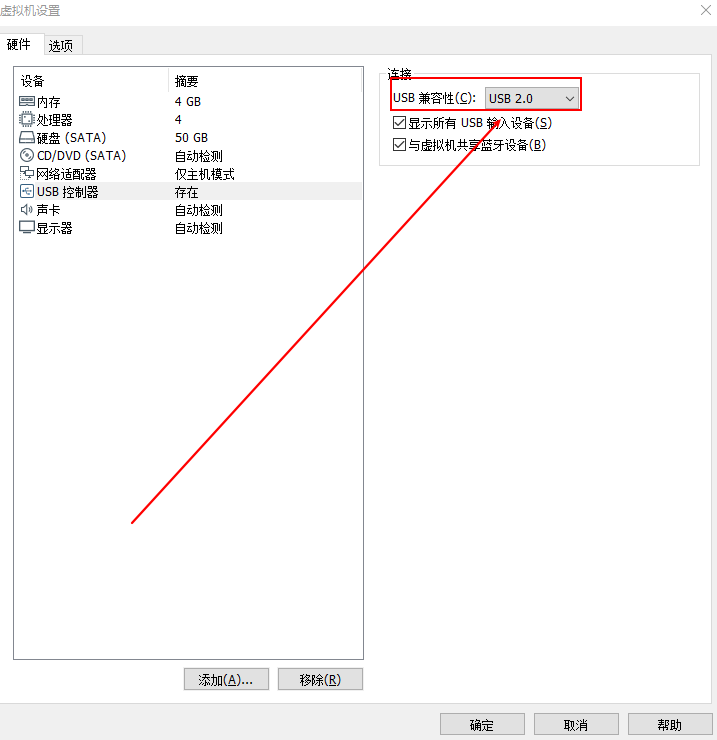 虚拟机设置
硬件 选项
设备 摘要
内存 4 GB
处理器 4
硬盘 (SATA) 50 GB
CD/DVD (SATA) 自动检测
网络适配器 仅主机模式
USB 控制器 存在
声卡 自动检测
显示器 自动检测
连接
USB 兼容性(C): USB 2.0
显示所有 USB 输入设备(S)
与虚拟机共享蓝牙设备(B)
添加(A)... 移除(R)
确定 取消 帮助